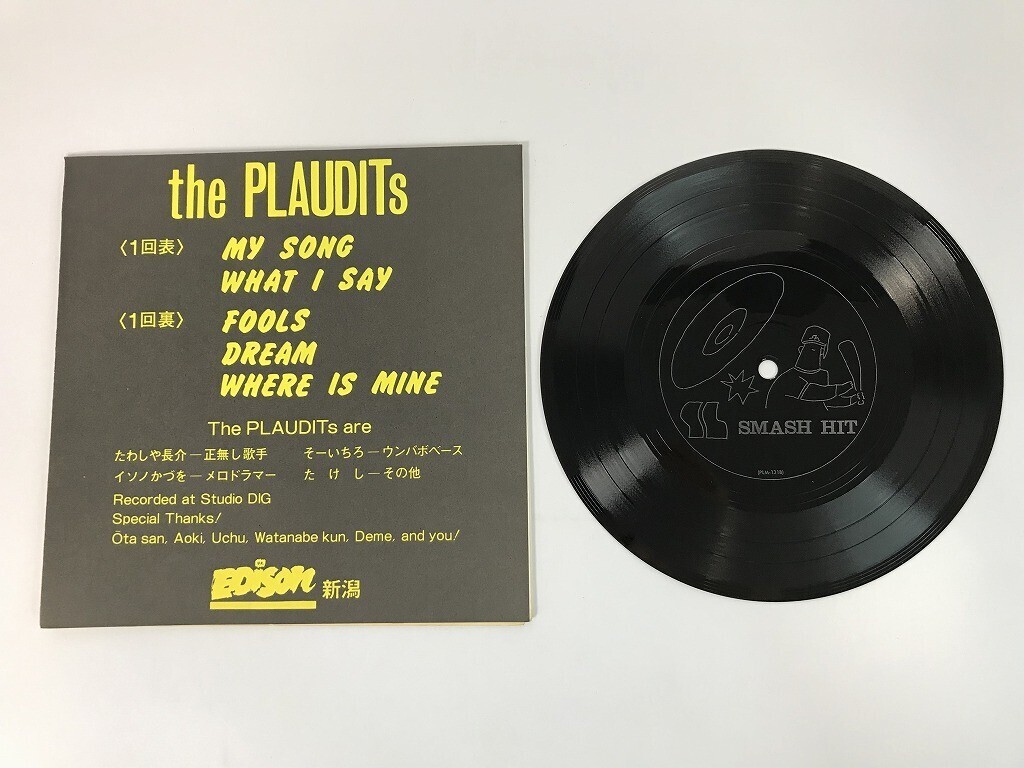 the PLAUDITs
〈1回表〉 MY SONG
WHAT I SAY
〈1回裏〉 FOOLS
DREAM
WHERE IS MINE
The PLAUDITs are
たわしや長介―正無し歌手 そーいちろ―ウンバボベース
イソノかづを―メロドラマー たけし―その他
Recorded at Studio DIG
Special Thanks!
Ōta san, Aoki, Uchu, Watanabe kun, Deme, and you!
EDiSON 新潟
SMASH HIT
(PLM-1318)